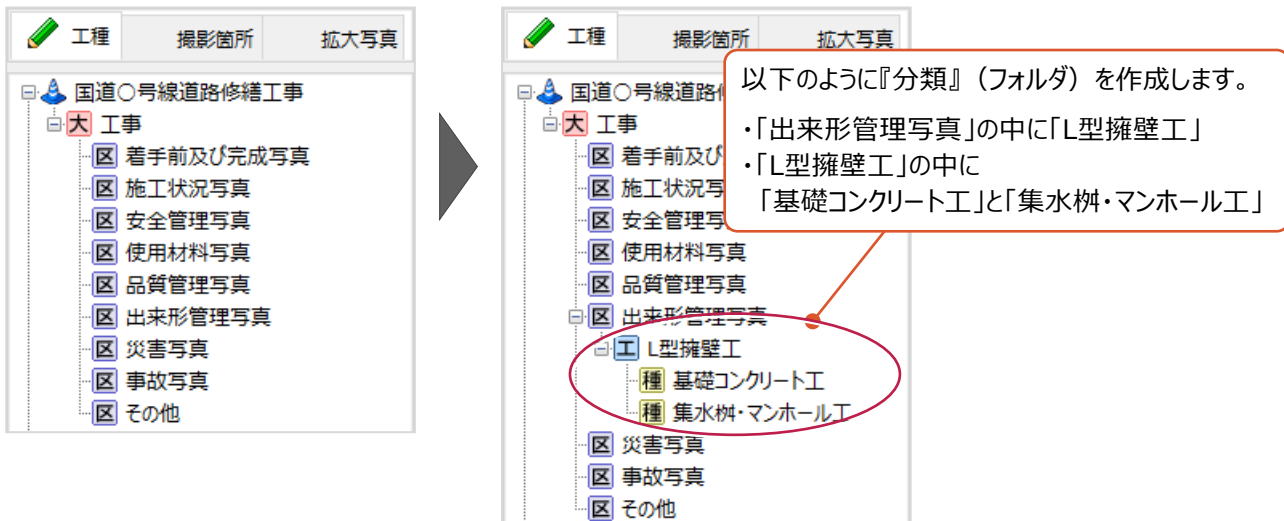 工種 撮影箇所 拡大写真
国道○号線道路修繕工事
大 工事
区 着手前及び完成写真
区 施工状況写真
区 安全管理写真
区 使用材料写真
区 品質管理写真
区 出来形管理写真
区 災害写真
区 事故写真
区 その他
工種 撮影箇所 拡大写真
国道○号線道路
大 工事
区 着手前及び
区 施工状況写
区 安全管理写
区 使用材料写真
区 品質管理写真
区 出来形管理写真
工 L型擁壁工
種 基礎コンクリート工
種 集水桝・マンホール工
区 災害写真
区 事故写真
区 その他
以下のように『分類』（フォルダ）を作成します。
・「出来形管理写真」の中に「L型擁壁工」
・「L型擁壁工」の中に
「基礎コンクリート工」と「集水桝・マンホール工」